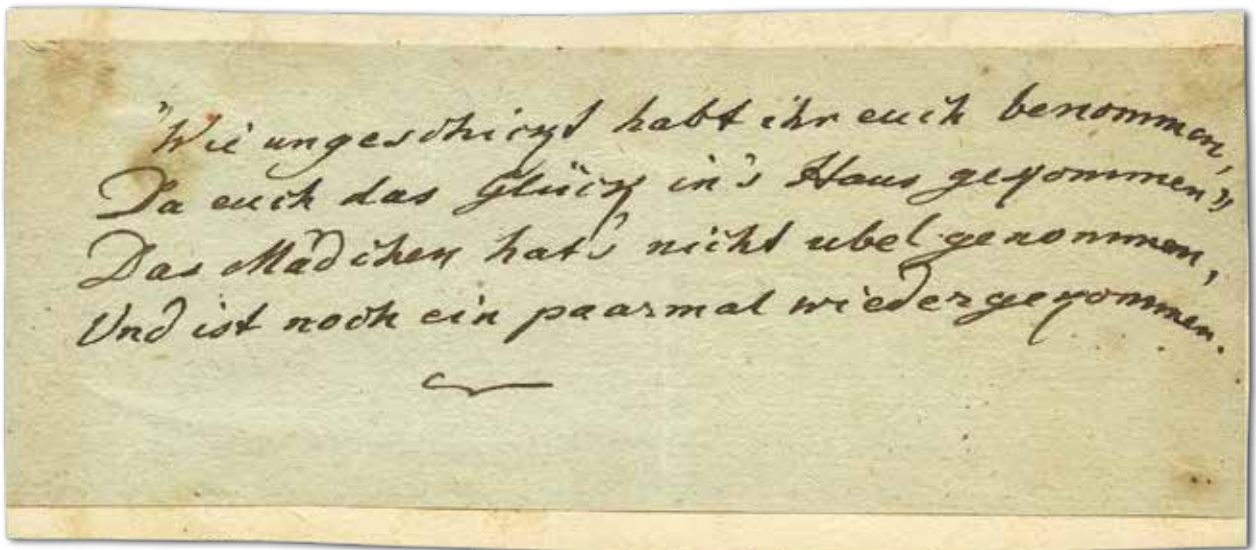 "Wie ungeschickt habt ihr euch benommen,
Da euch das Glück in's Haus gekommen"
Das Mädchen hat's nicht übel genommen,
Und ist noch ein paarmal wiedergekommen.